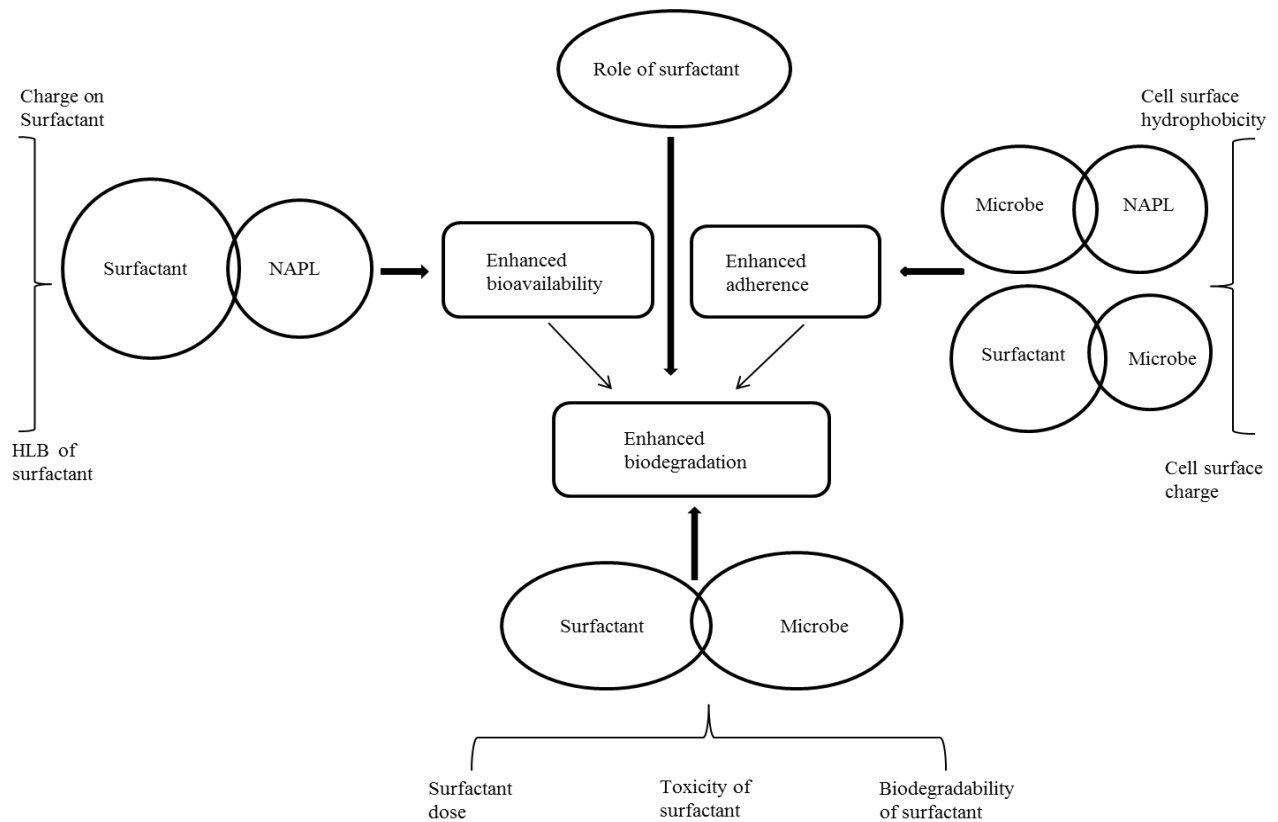 Role of surfactant
Charge on
Surfactant
Cell surface
hydrophobicity
Microbe
NAPL
Surfactant
NAPL
Enhanced
bioavailability
Enhanced
adherence
Surfactant
Microbe
HLB of
surfactant
Enhanced
biodegradation
Cell surface
charge
Surfactant
Microbe
Surfactant
dose
Toxicity of
surfactant
Biodegradability
of surfactant